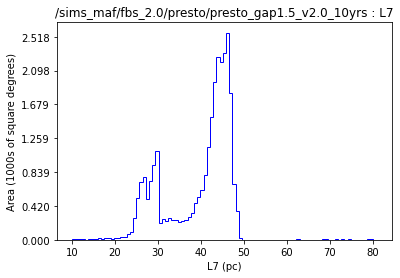 /sims_maf/fbs_2.0/presto/presto_gap1.5_v2.0_10yrs : L7
2.518
2.098
1.679
1.259
0.839
0.420
0.000
Area (1000s of square degrees)
10 20 30 40 50 60 70 80
L7 (pc)